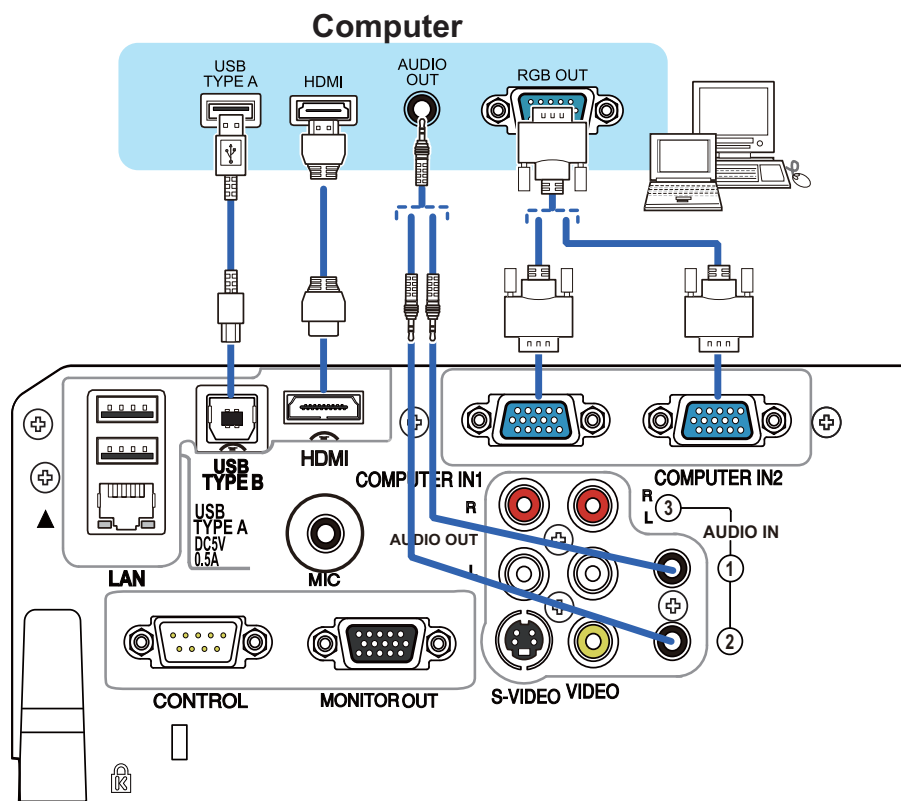 Computer
USB
TYPE A
HDMI
AUDIO
OUT
RGB OUT
USB
TYPE B
HDMI
COMPUTER IN1
COMPUTER IN2
USB
TYPE A
DC5V
0.5A
LAN
MIC
R
AUDIO OUT
L
R
L
3
AUDIO IN
1
2
S-VIDEO
VIDEO
CONTROL
MONITOR OUT
K